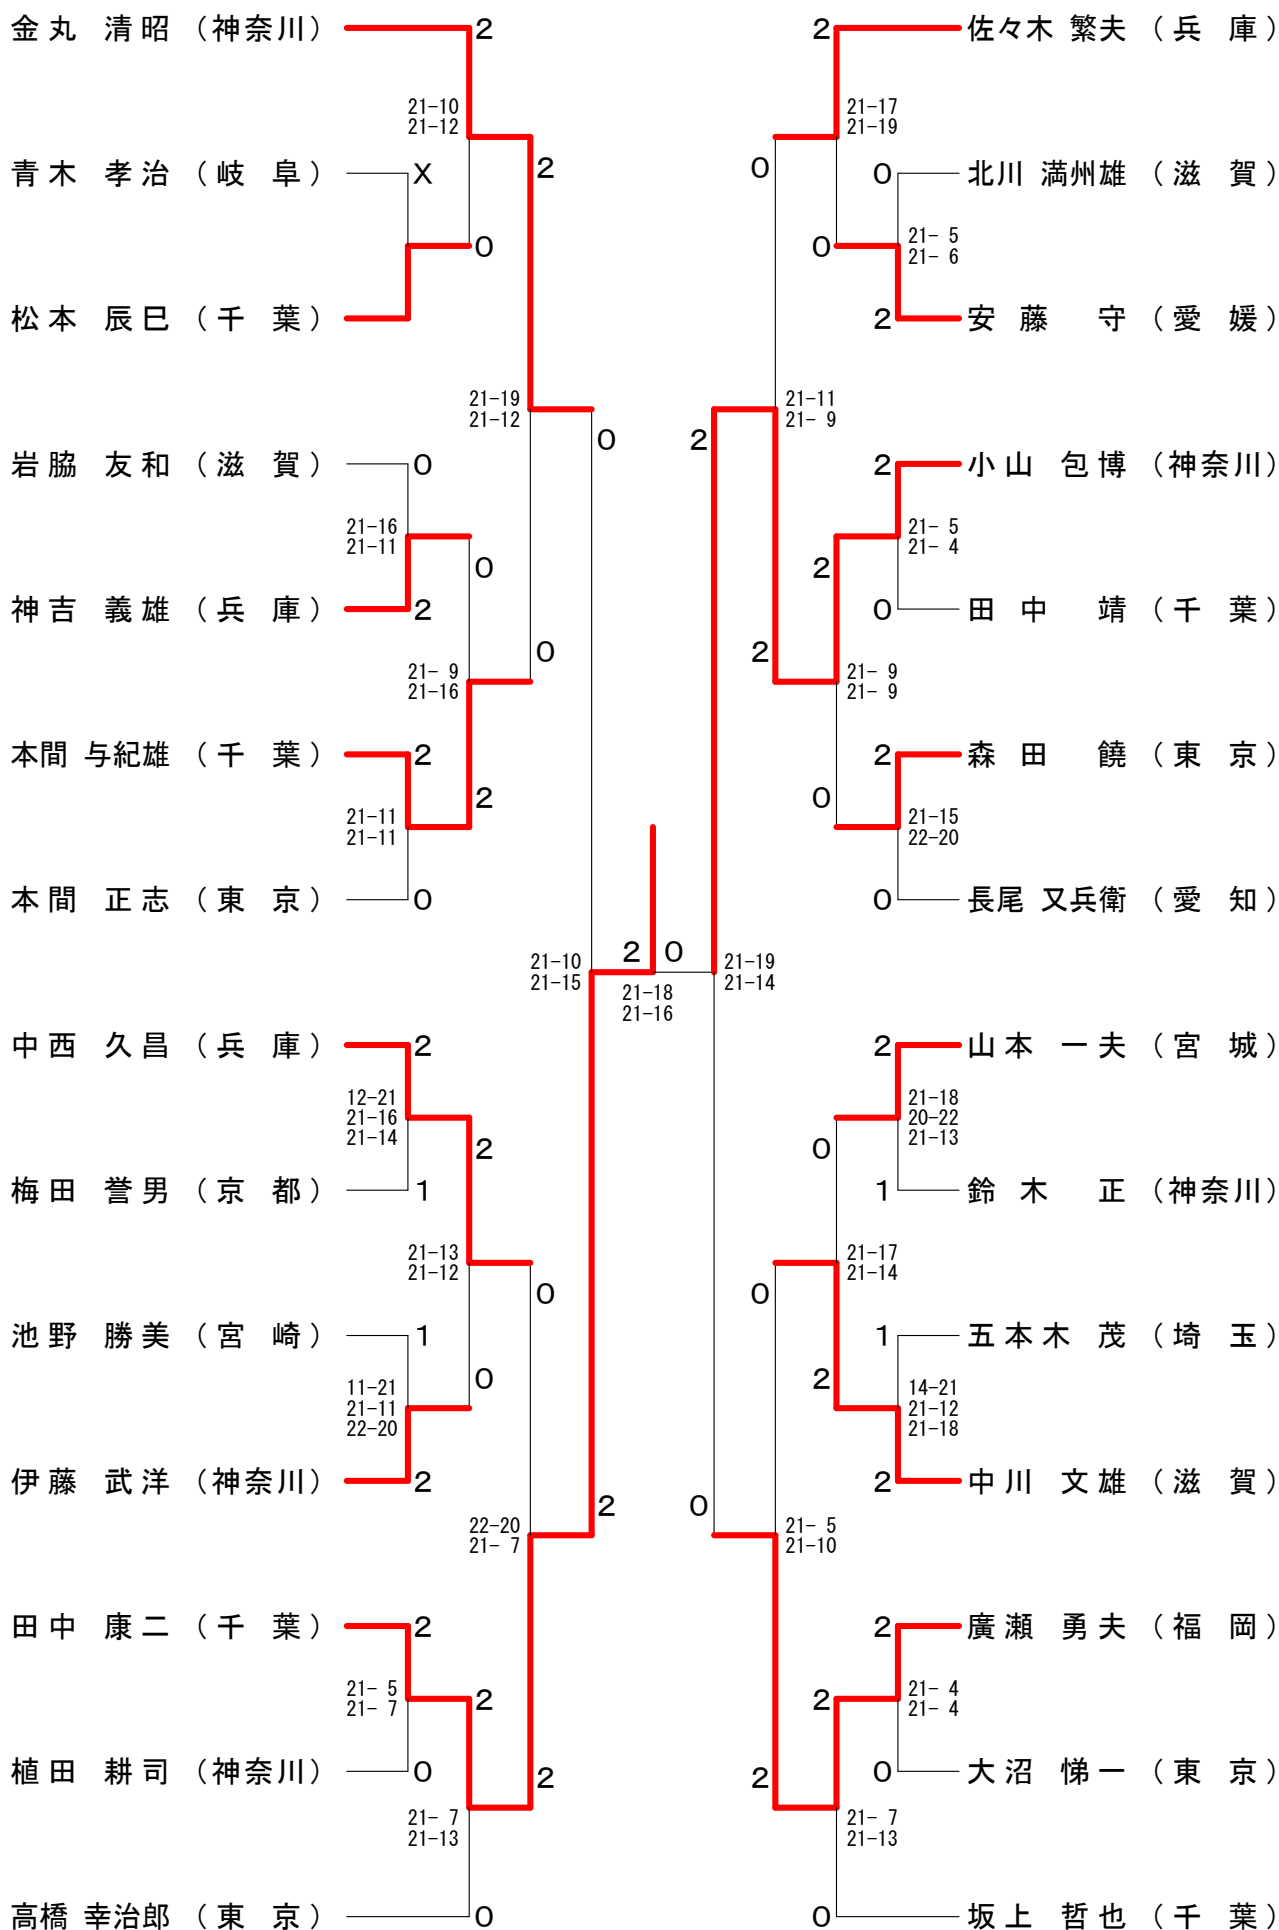 金丸 清昭 (神奈川) 2
21-10
21-12
2
青木 孝治 (岐 阜) X
0
松本 辰巳 (千 葉)
21-19
21-12
0
岩脇 友和 (滋 賀) 0
21-16
21-11
0
神吉 義雄 (兵 庫) 2
0
21- 9
21-16
本間 与紀雄 (千 葉) 2
2
21-11
21-11
本間 正志 (東 京) 0
21-10
21-15
2 0
21-18
21-16
中西 久昌 (兵 庫) 2
12-21
21-16
21-14
2
梅田 誉男 (京 都) 1
21-13
21-12
0
池野 勝美 (宮 崎) 1
11-21
21-11
22-20
0
伊藤 武洋 (神奈川) 2
2
22-20
21- 7
田中 康二 (千 葉) 2
21- 5
21- 7
2
植田 耕司 (神奈川) 0
2
21- 7
21-13
高橋 幸治郎 (東 京) 0
2 佐々木 繁夫 (兵 庫)
21-17
21-19
0
0 北川 満州雄 (滋 賀)
21- 5
21- 6
0
2 安藤 守 (愛 媛)
21-11
21- 9
2
2 小山 包博 (神奈川)
21- 5
21- 4
2
0 田中 靖 (千 葉)
2
21- 9
21- 9
2 森田 饒 (東 京)
0
21-15
22-20
0 長尾 又兵衛 (愛 知)
21-19
21-14
2 山本 一夫 (宮 城)
21-18
20-22
21-13
0
1 鈴木 正 (神奈川)
21-17
21-14
0
1 五本木 茂 (埼 玉)
14-21
21-12
21-18
2
2 中川 文雄 (滋 賀)
0
21- 5
21-10
2 廣瀬 勇夫 (福 岡)
21- 4
21- 4
2
0 大沼 悌一 (東 京)
2
21- 7
21-13
0 坂上 哲也 (千 葉)